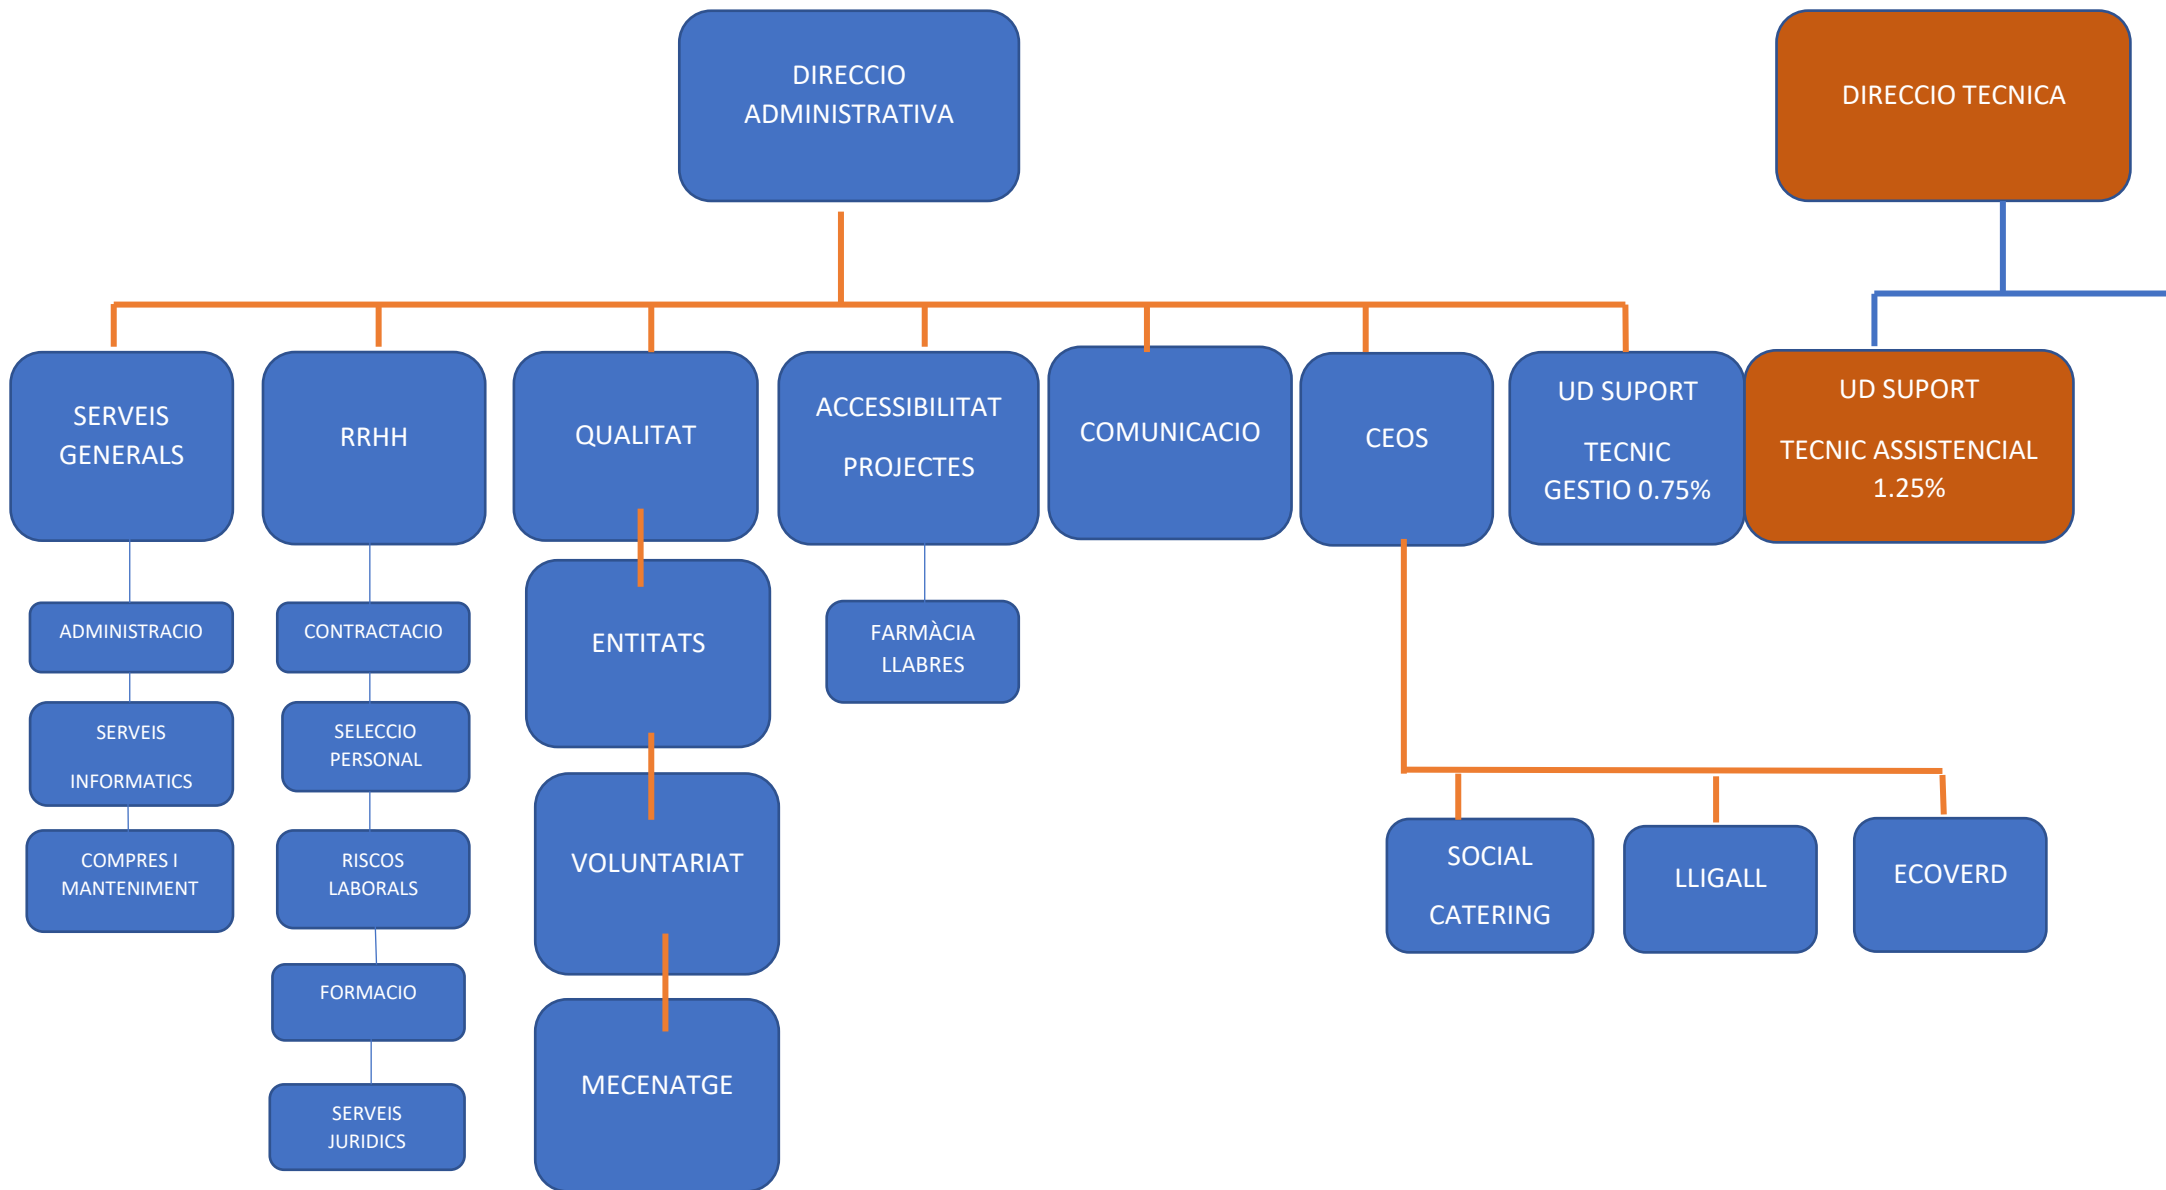 DIRECCIO
ADMINISTRATIVA
DIRECCIO TECNICA
SERVEIS
GENERALS
RRHH
QUALITAT
ACCESSIBILITAT
PROJECTES
COMUNICACIO
CEOS
UD SUPORT
TECNIC
GESTIO 0.75%
UD SUPORT
TECNIC ASSISTENCIAL
1.25%
ADMINISTRACIO
SERVEIS
INFORMATICS
COMPRES I
MANTENIMENT
CONTRACTACIO
SELECCIO
PERSONAL
RISCOS
LABORALS
FORMACIO
SERVEIS
JURIDICS
ENTITATS
VOLUNTARIAT
MECENATGE
FARMÀCIA
LLABRES
SOCIAL
CATERING
LLIGALL
ECOVERD